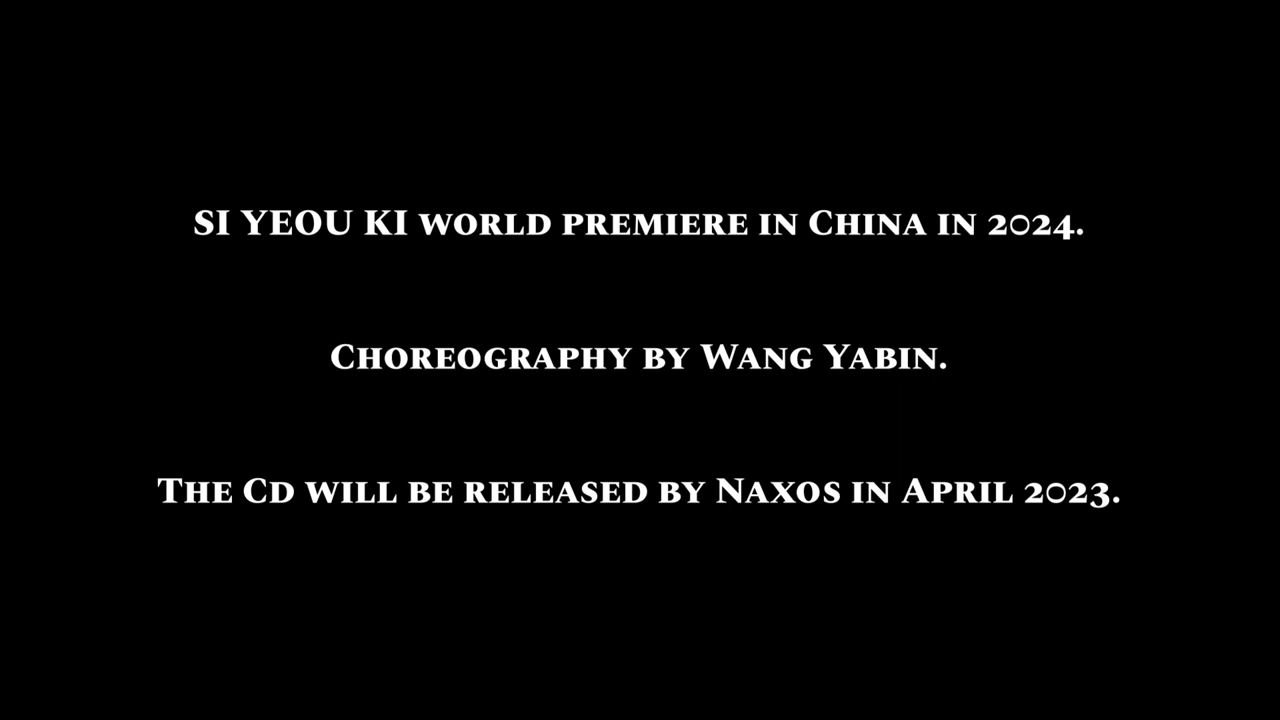 SI YEOU KI world premiere in China in 2024.
Choreography by Wang Yabin.
The Cd will be released by Naxos in April 2023.